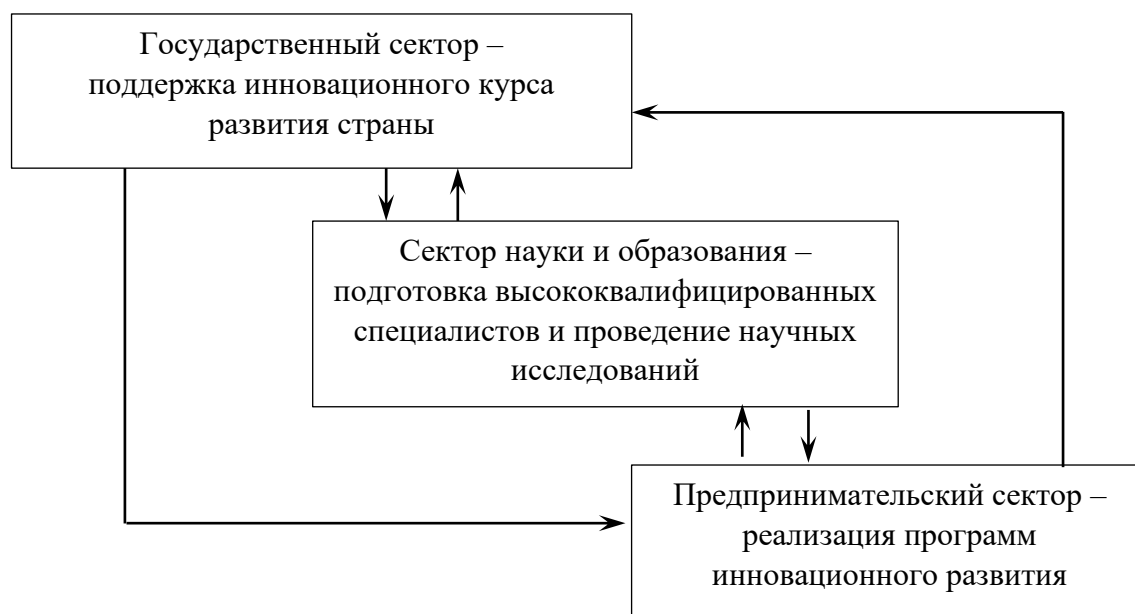 Государственный сектор –
поддержка инновационного курса
развития страны
Сектор науки и образования –
подготовка высококвалифицированных
специалистов и проведение научных
исследований
Предпринимательский сектор –
реализация программ
инновационного развития